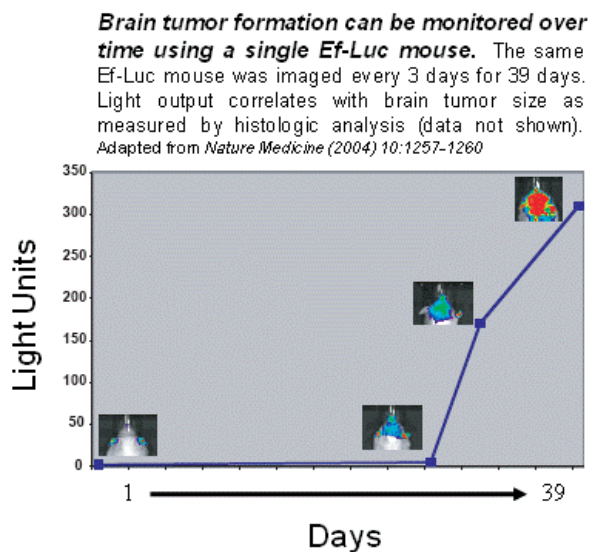 Brain tumor formation can be monitored over
time using a single Ef-Luc mouse. The same
Ef-Luc mouse was imaged every 3 days for 39 days.
Light output correlates with brain tumor size as
measured by histologic analysis (data not shown).
Adapted from Nature Medicine (2004) 10:1257–1260
350
300
250
200
150
100
50
0
Light Units
1
39
Days